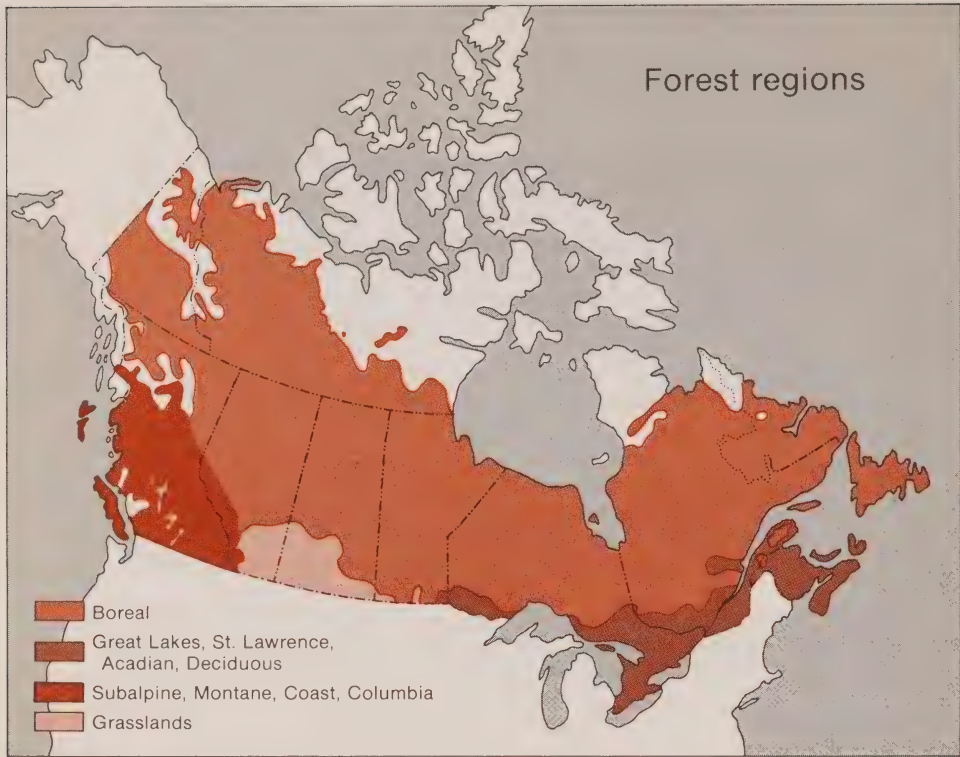 Forest regions
Boreal
Great Lakes, St. Lawrence,
Acadian, Deciduous
Subalpine, Montane, Coast, Columbia
Grasslands